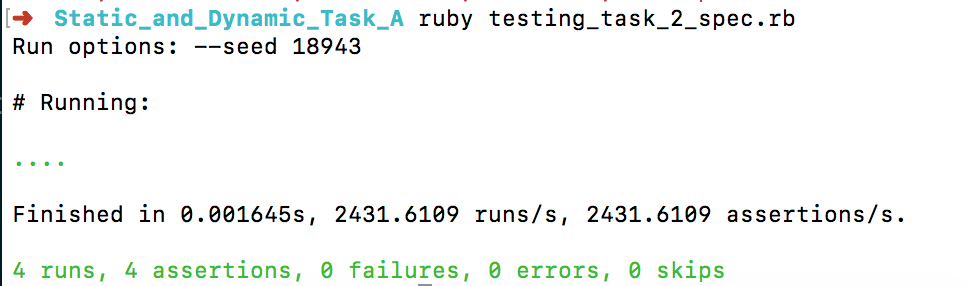 [➜ Static_and_Dynamic_Task_A ruby testing_task_2_spec.rb
Run options: --seed 18943
# Running:
....
Finished in 0.001645s, 2431.6109 runs/s, 2431.6109 assertions/s.
4 runs, 4 assertions, 0 failures, 0 errors, 0 skips